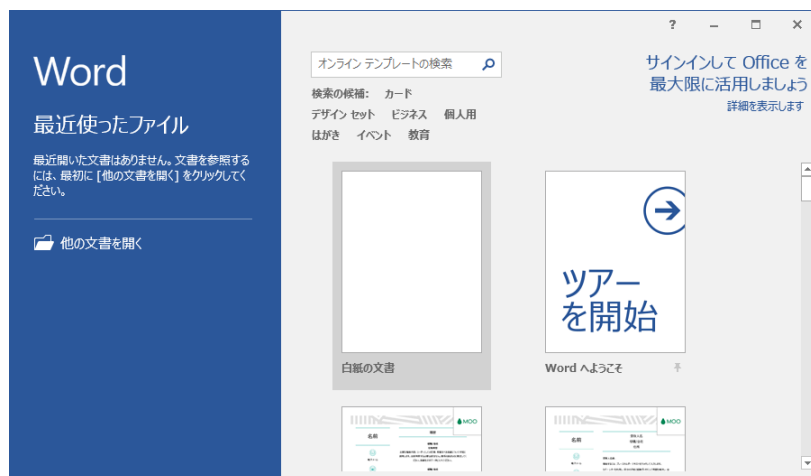 ?
Word
最近使ったファイル
最近開いた文書はありません。文書を参照する
には、最初に [他の文書を開く] をクリックしてく
ださい。
他の文書を開く
オンライン テンプレートの検索
検索の候補: カード
デザイン セット ビジネス 個人用
はがき イベント 教育
サインインして Office を
最大限に活用しましょう
詳細を表示します
白紙の文書
ツアー
を開始
Word へようこそ
MOO
名前
MOO
名前